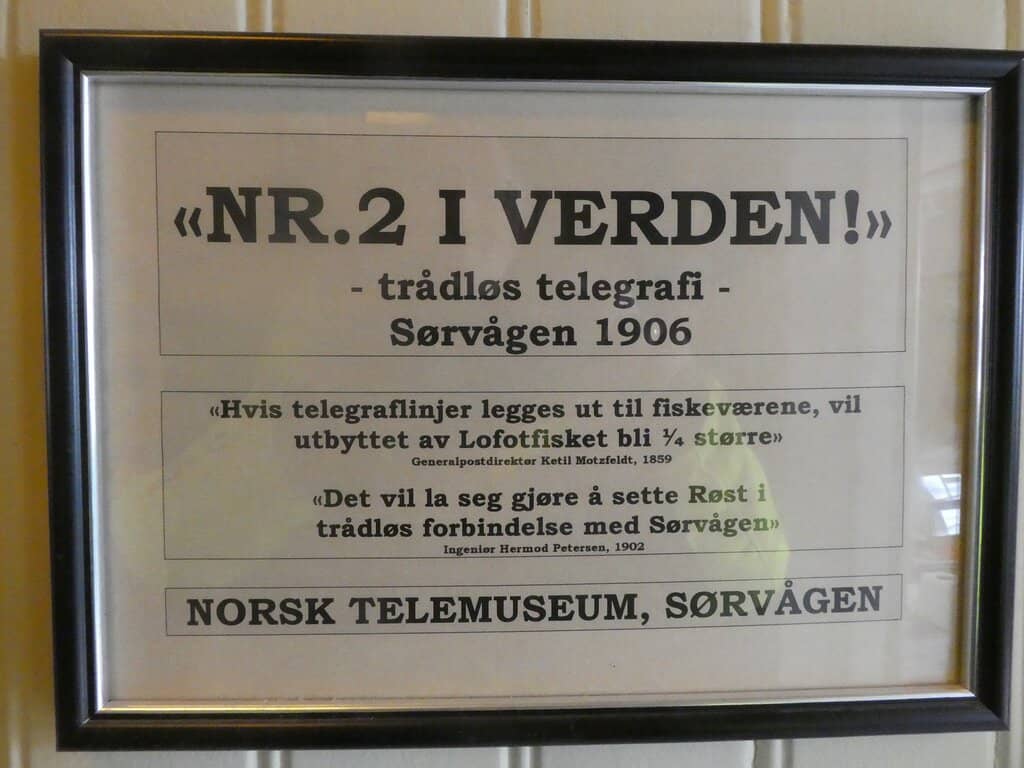 «NR.2 I VERDEN!»
- trådløs telegrafi -
Sørvågen 1906
«Hvis telegraflinjer legges ut til fiskeværene, vil
utbyttet av Lofotfisket bli ¼ større»
Generalpostdirektør Ketil Motzfeldt, 1859
«Det vil la seg gjøre å sette Røst i
trådløs forbindelse med Sørvågen»
Ingeniør Hermod Petersen, 1902
NORSK TELEMUSEUM, SØRVÅGEN